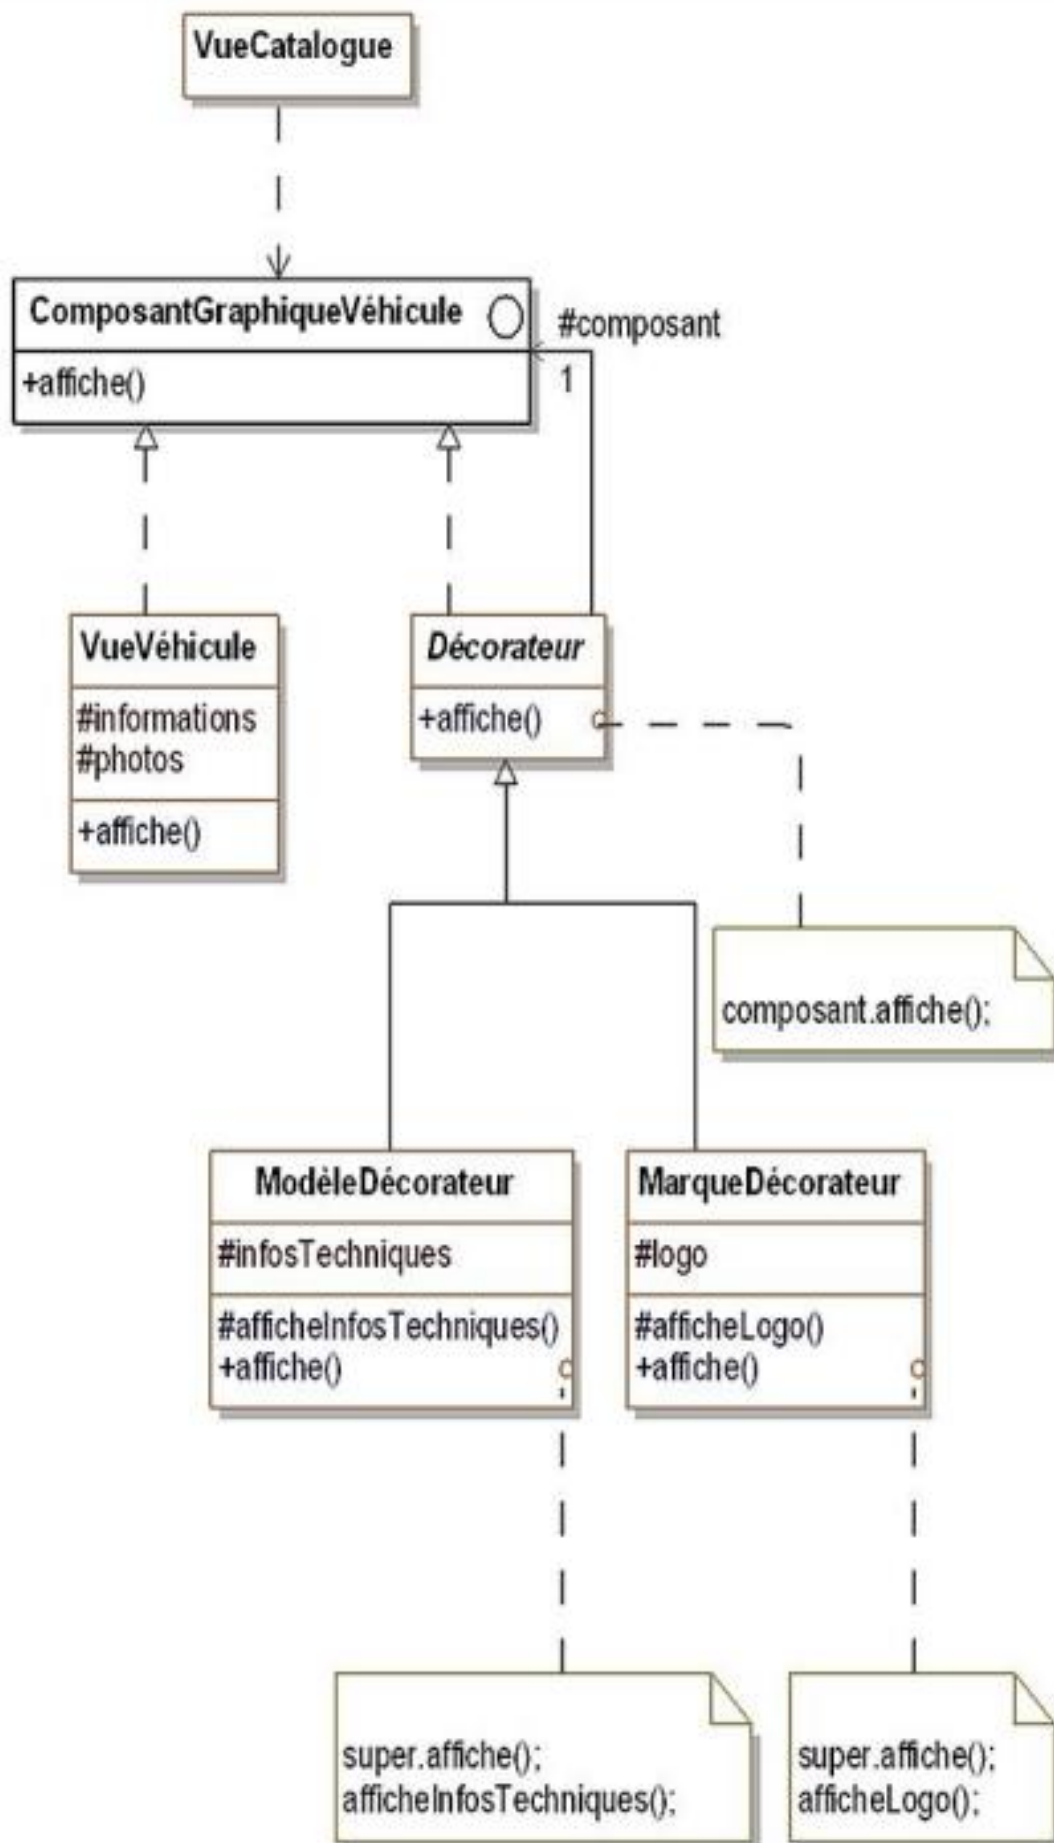 VueCatalogue
ComposantGraphiqueVéhicule
+affiche()
#composant
1
VueVéhicule
#informations
#photos
+affiche()
Décorateur
+affiche()
composant.affiche();
ModèleDécorateur
#infosTechniques
#afficheInfosTechniques()
+affiche()
MarqueDécorateur
#logo
#afficheLogo()
+affiche()
super.affiche();
afficheInfosTechniques();
super.affiche();
afficheLogo();